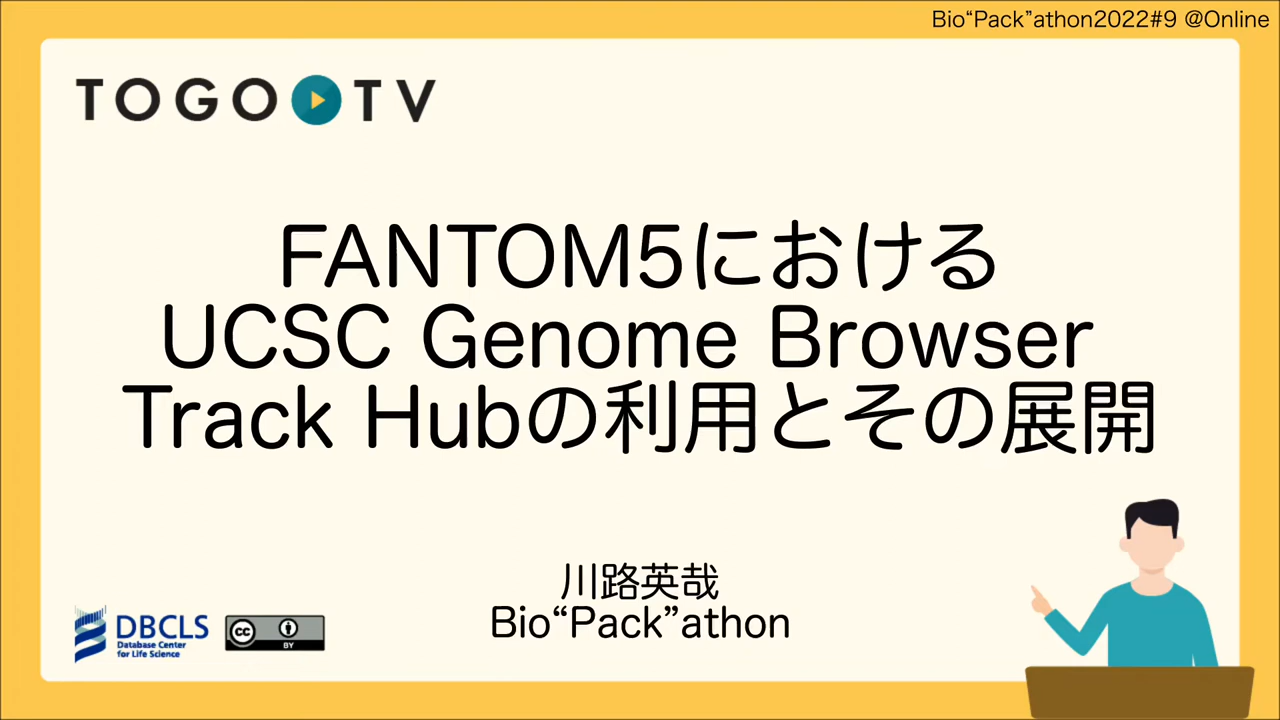 Bio“Pack”athon2022#9 @Online
TOGO TV
FANTOM5における
UCSC Genome Browser
Track Hubの利用とその展開
川路英哉
Bio“Pack”athon
DBCLS
Database Center
for Life Science
cc
BY